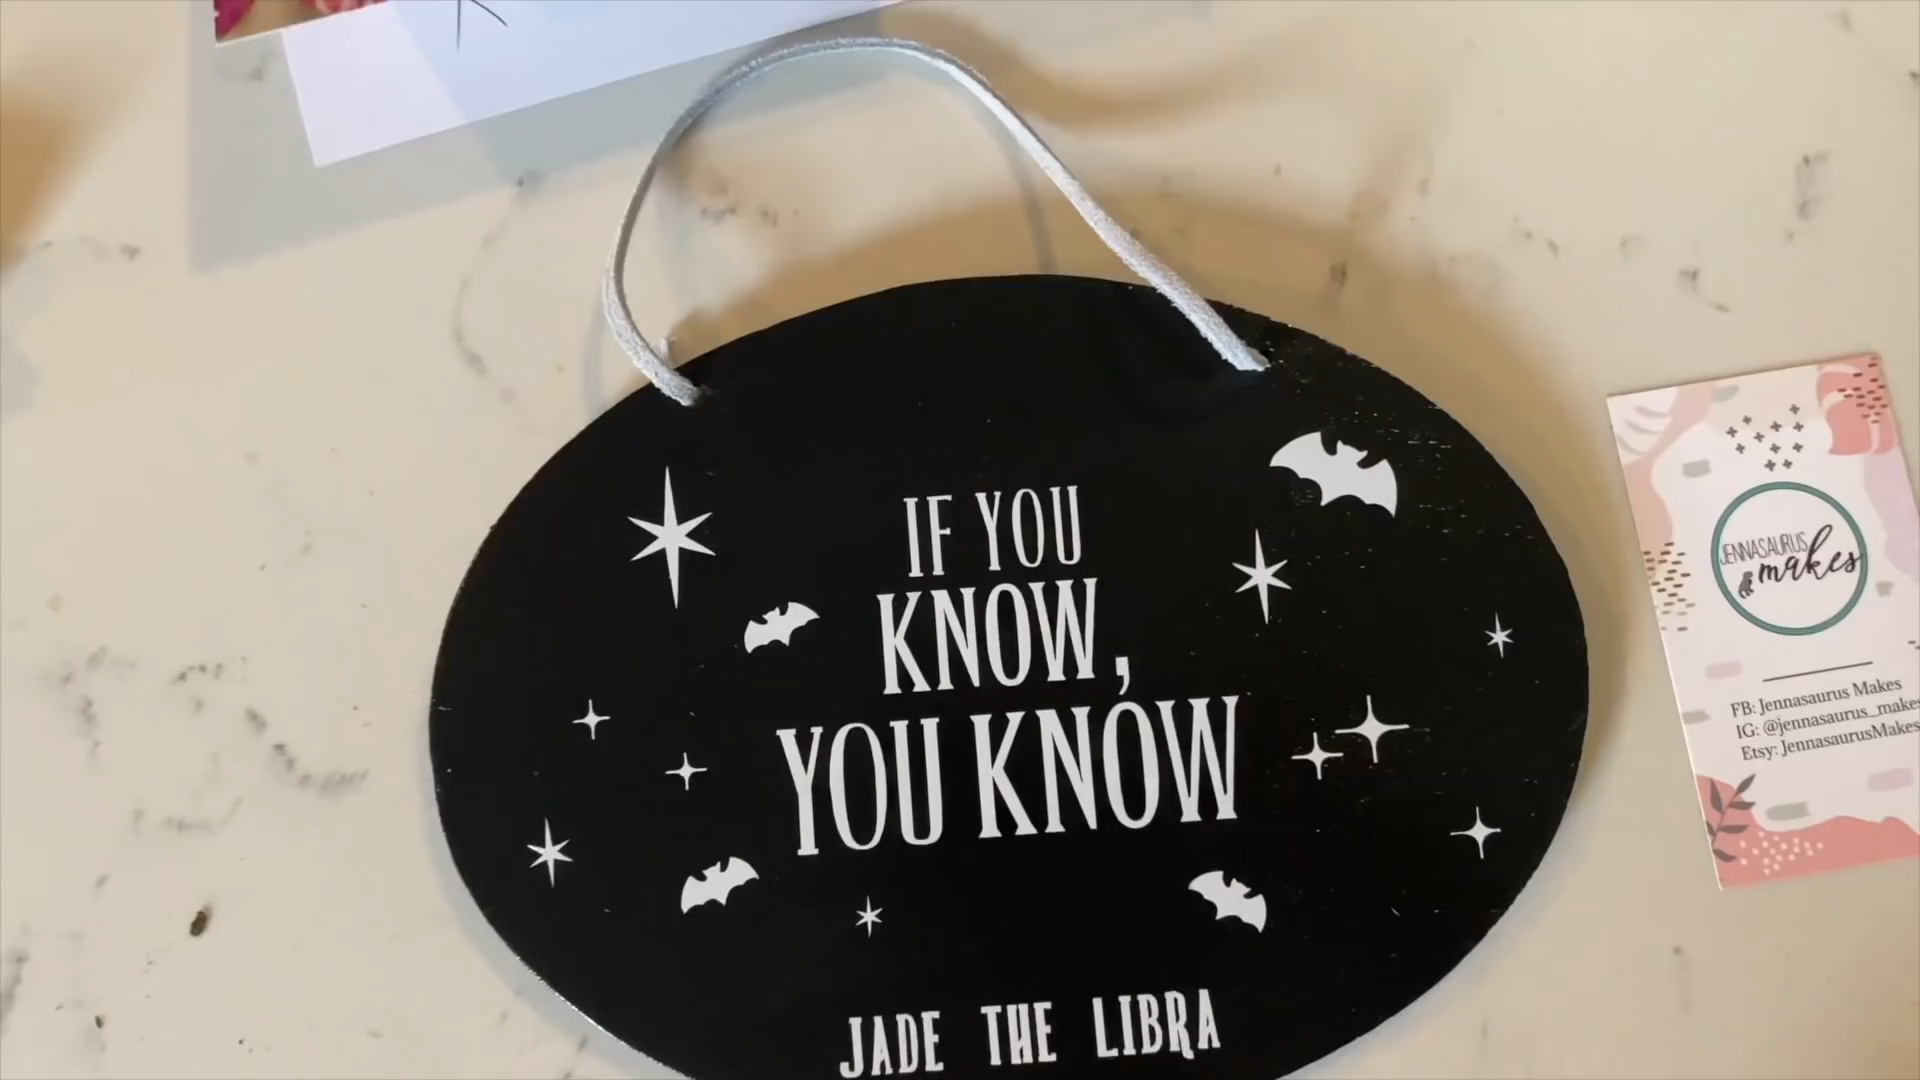 IF YOU
KNOW,
YOU KNOW
JADE THE LIBRA
JENNASAURUS
makes
FB: Jennasaurus Makes
IG: @jennasaurus_makes
Etsy: JennasaurusMakes